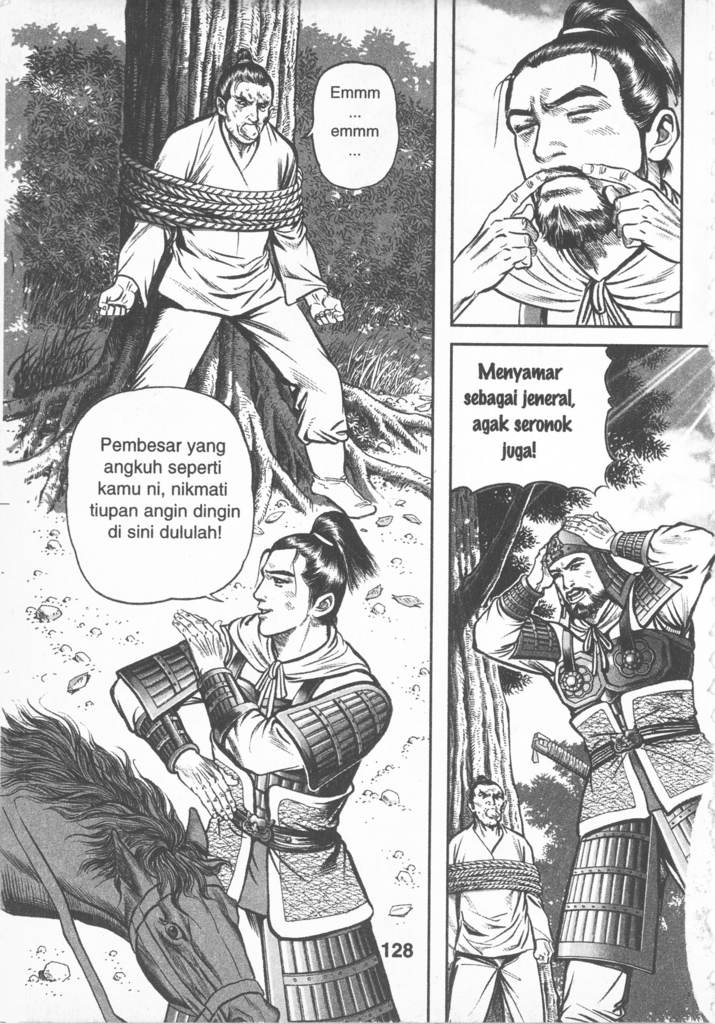 Emmm
...
emmm
...
Pembesar yang
angkuh seperti
kamu ni, nikmati
tiupan angin dingin
di sini dululah!
Menyamar
sebagai jeneral,
agak seronok
juga!
128